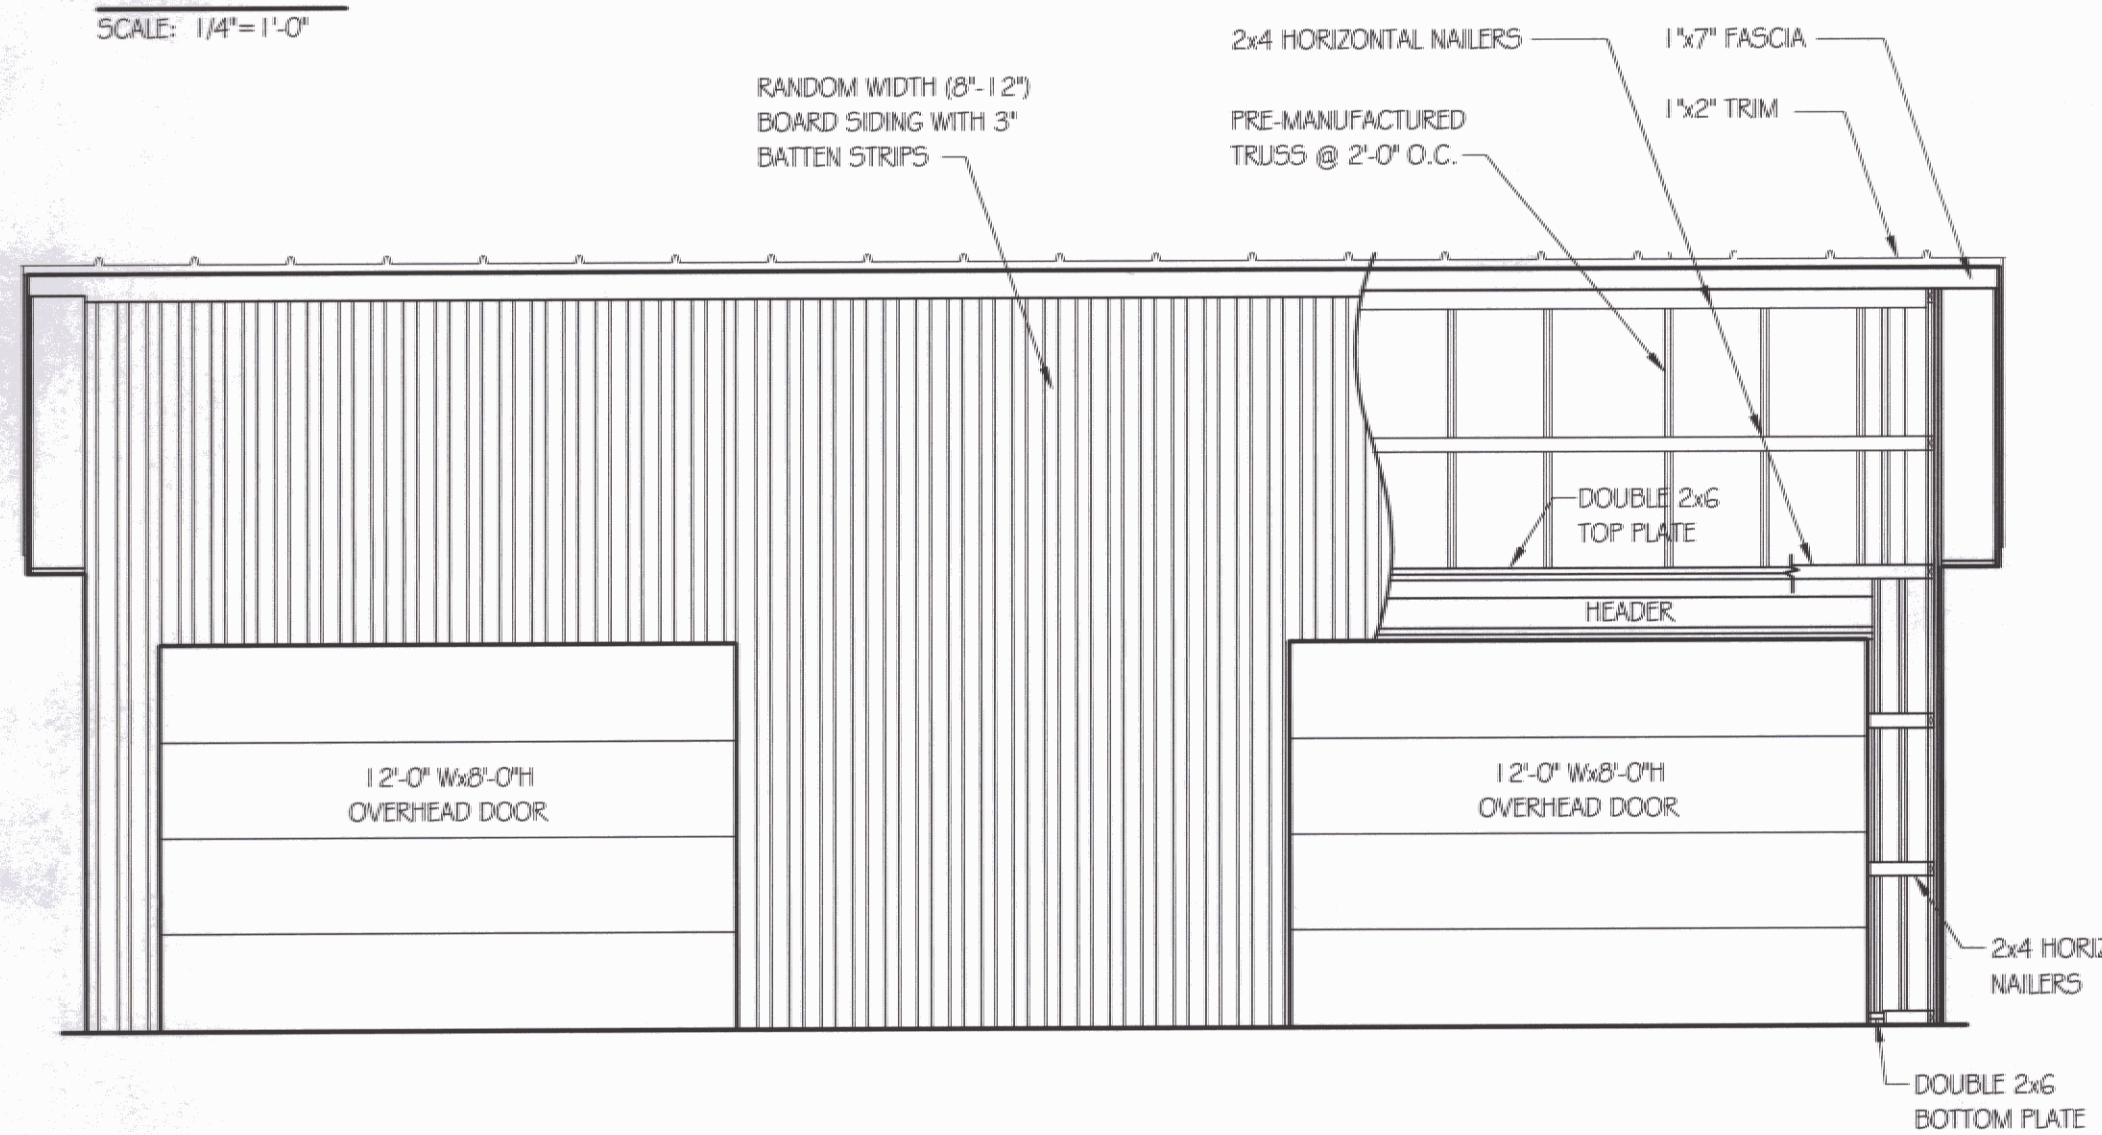 SCALE: 1/4"=1'-0"
2x4 HORIZONTAL NAILERS
1"x7" FASCIA
RANDOM WIDTH (8"-12")
BOARD SIDING WITH 3"
BATTEN STRIPS
PRE-MANUFACTURED
TRUSS @ 2'-0" O.C.
1"x2" TRIM
DOUBLE 2x6
TOP PLATE
HEADER
12'-0" Wx8'-0"H
OVERHEAD DOOR
12'-0" Wx8'-0"H
OVERHEAD DOOR
2x4 HORIZ
NAILERS
DOUBLE 2x6
BOTTOM PLATE